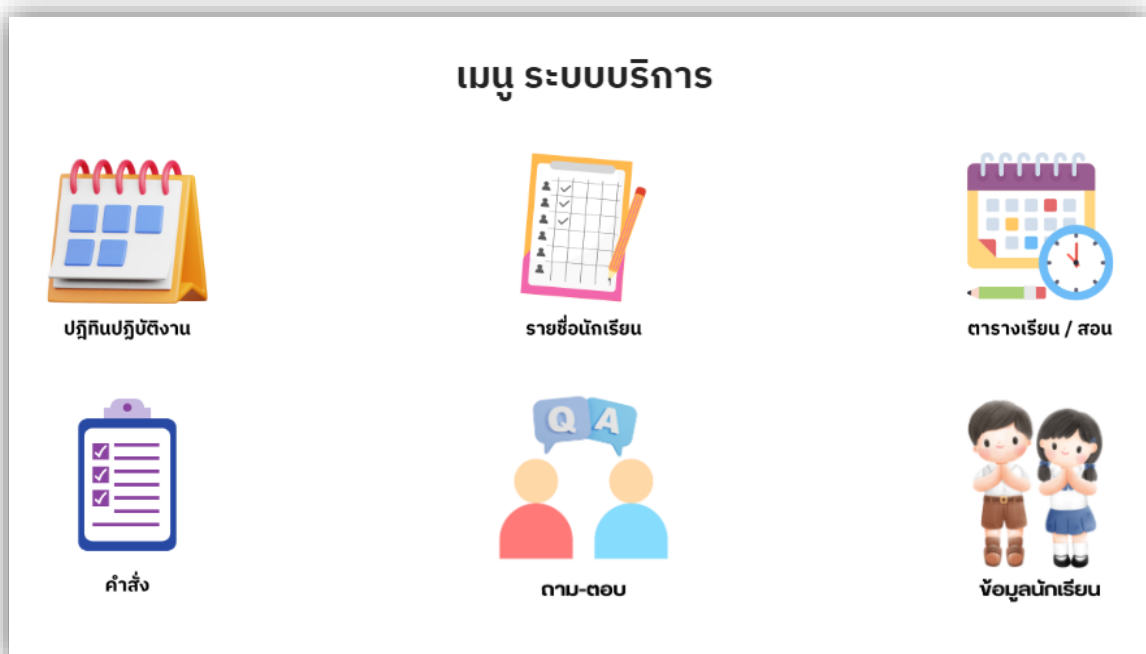 เมนู ระบบบริการ
ปฎิทินปฏิบัติงาน
รายชื่อนักเรียน
ตารางเรียน / สอน
Q A
คำสั่ง
ถาม-ตอบ
ข้อมูลนักเรียน